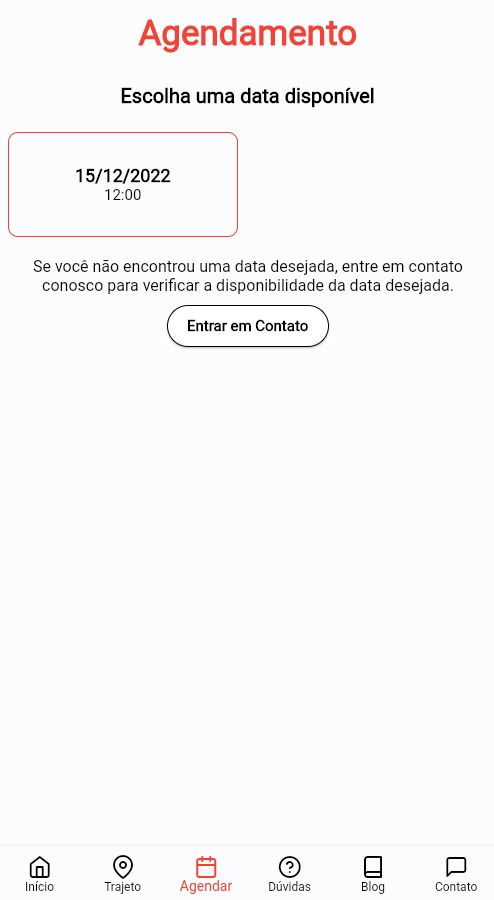 Agendamento
Escolha uma data disponível
15/12/2022
12:00
Se você não encontrou uma data desejada, entre em contato
conosco para verificar a disponibilidade da data desejada.
Entrar em Contato
Início
Trajeto
Agendar
Dúvidas
Blog
Contato